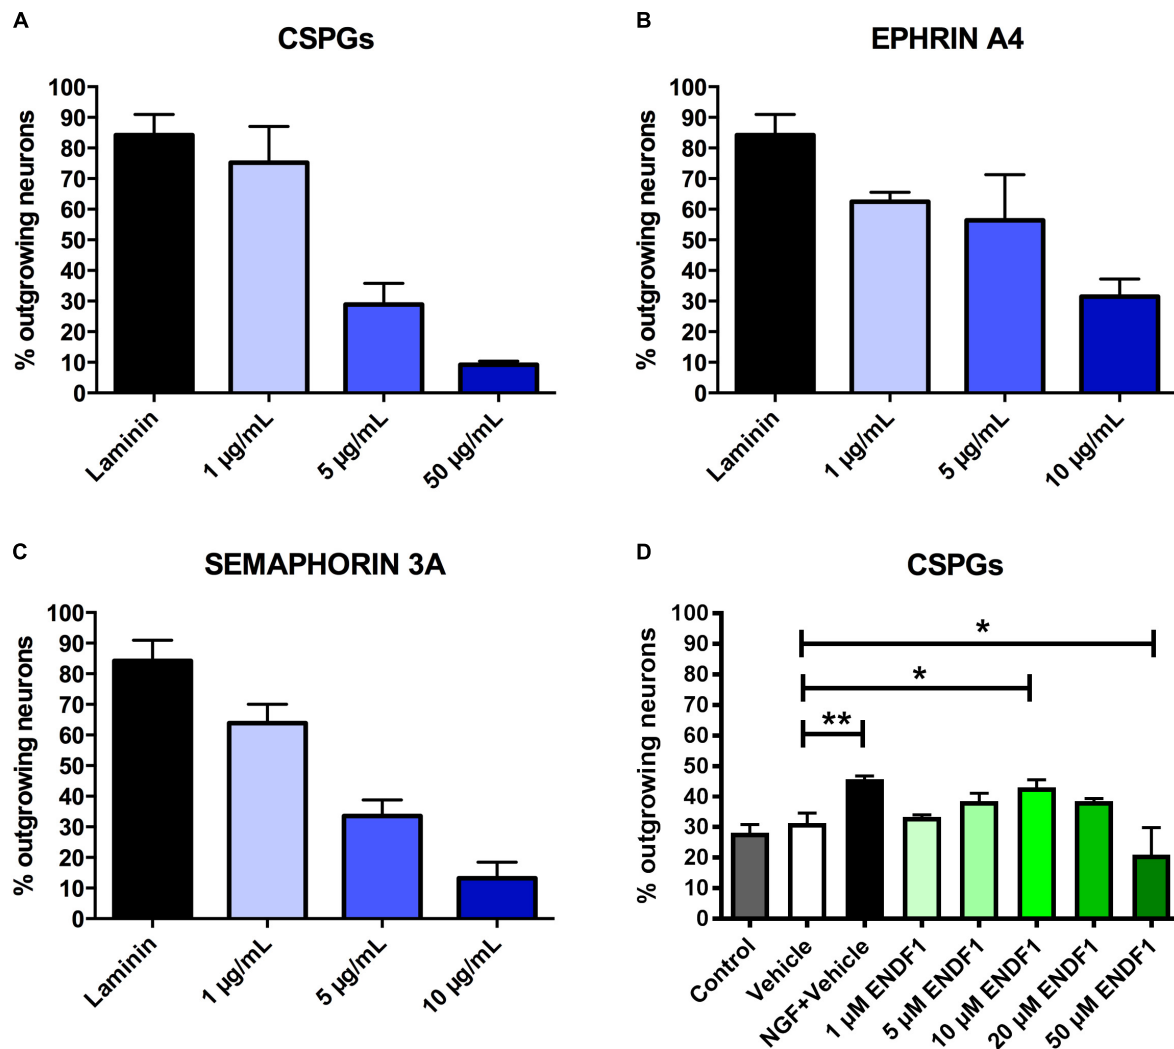 A
CSPGs
% outgrowing neurons
100
90
80
70
60
50
40
30
20
10
0
Laminin
1 µg/mL
5 µg/mL
50 µg/mL
B
EPHRIN A4
% outgrowing neurons
100
90
80
70
60
50
40
30
20
10
0
Laminin
1 µg/mL
5 µg/mL
10 µg/mL
C
SEMAPHORIN 3A
% outgrowing neurons
100
90
80
70
60
50
40
30
20
10
0
Laminin
1 µg/mL
5 µg/mL
10 µg/mL
D
CSPGs
% outgrowing neurons
100
90
80
70
60
50
40
30
20
10
0
*
*
**
Control
Vehicle
NGF+Vehicle
1 µM ENDF1
5 µM ENDF1
10 µM ENDF1
20 µM ENDF1
50 µM ENDF1